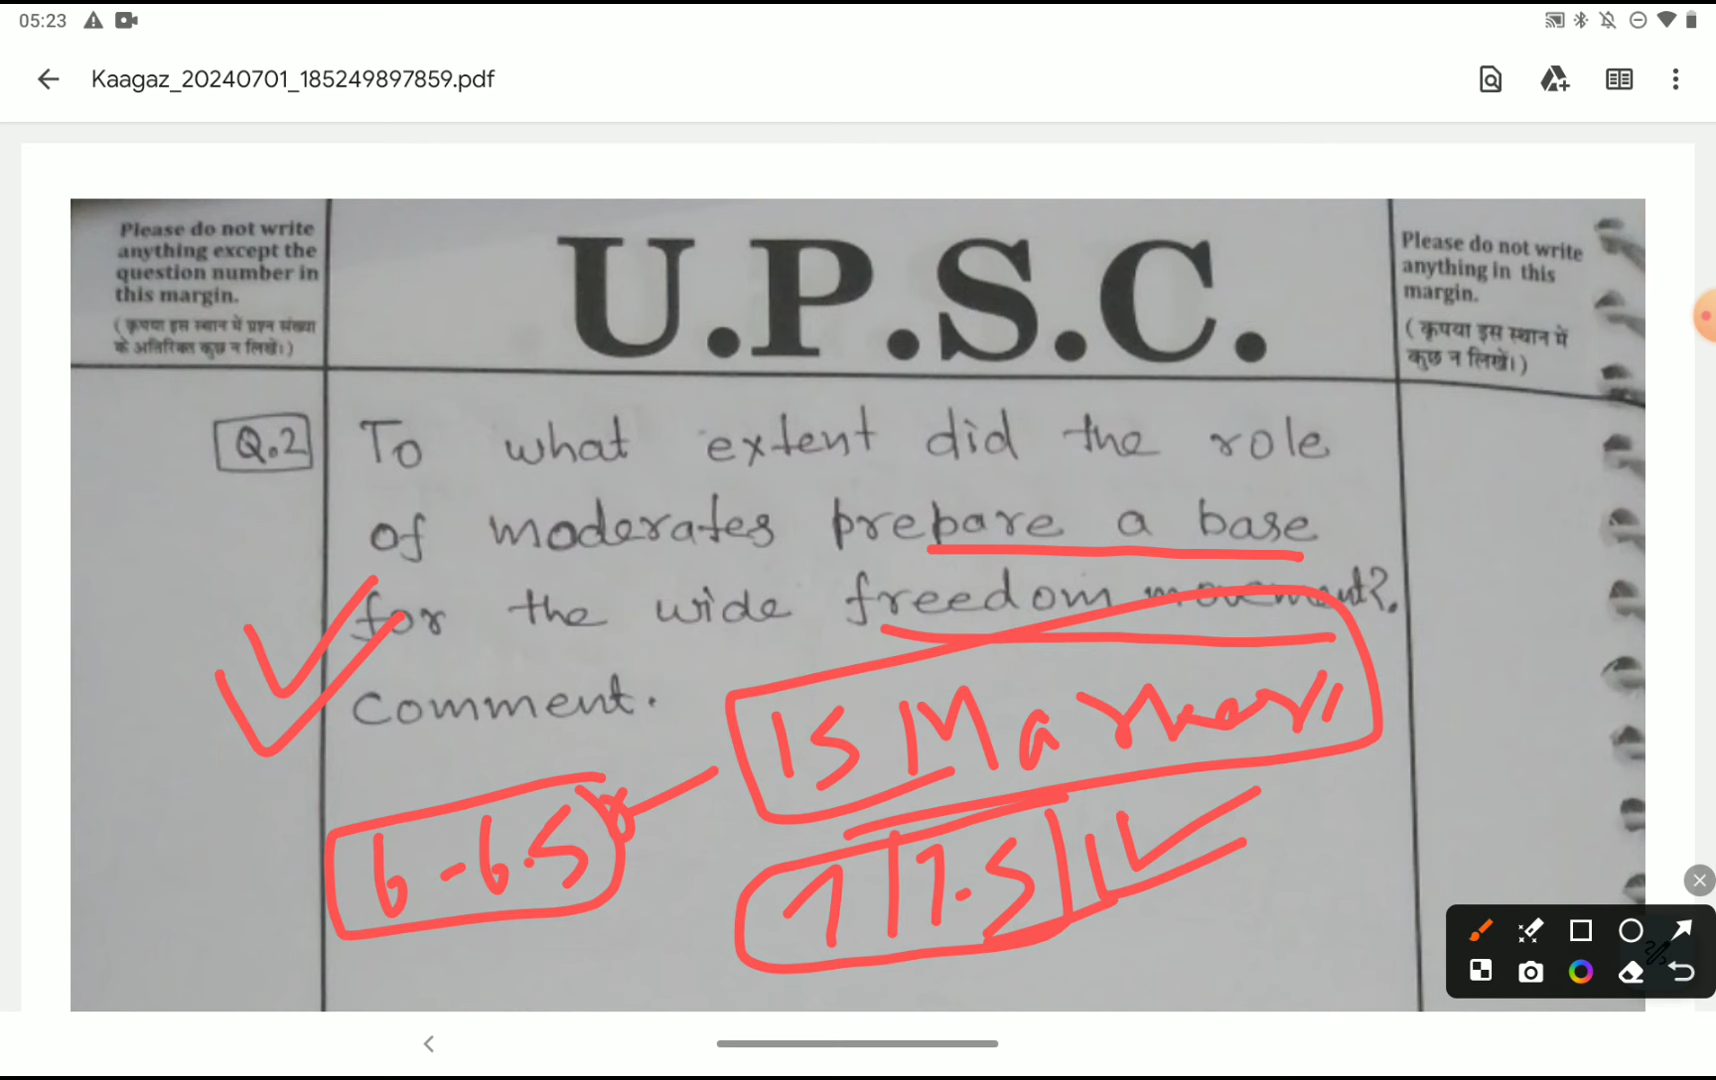 05:23
Kaagaz_20240701_185249897859.pdf
Please do not write
anything except the
question number in
this margin.
(कृपया इस स्थान में प्रश्न संख्या
के अतिरिक्त कुछ न लिखें।)
U.P.S.C.
Please do not write
anything in this
margin.
(कृपया इस स्थान में
कुछ न लिखें।)
Q.2 To what extent did the role
of moderates prepare a base
for the wide freedom movement?.
Comment.
15 Marker
6-6.5
7 | 7.5